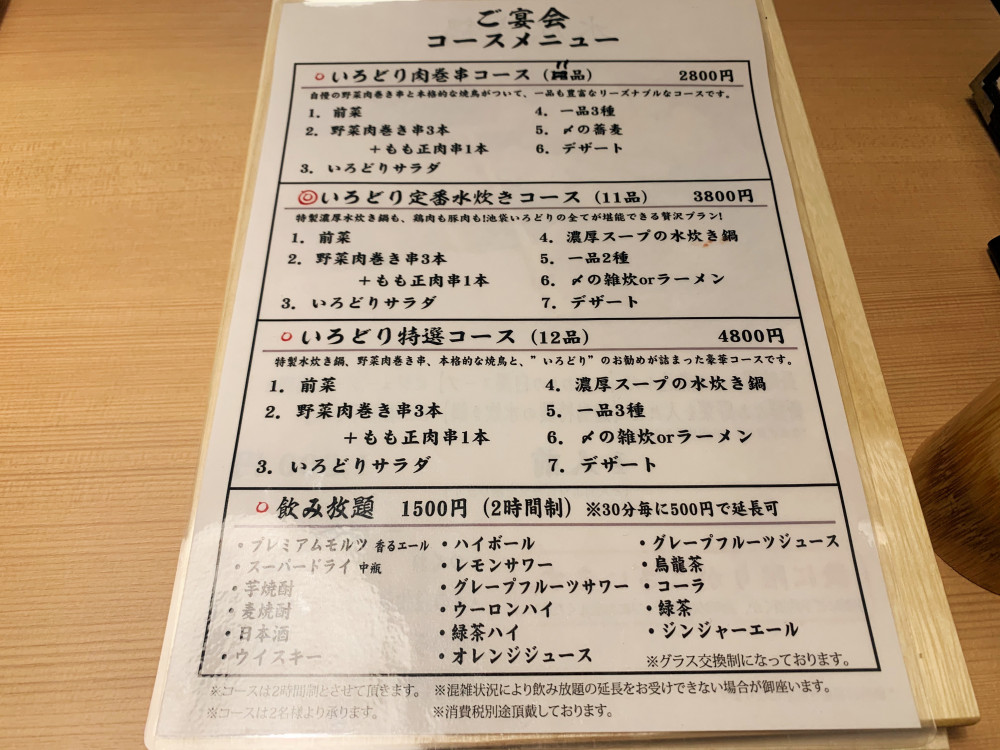 ご宴会
コースメニュー
いろどり肉巻串コース（11品） 2800円
自慢の野菜肉巻き串と本格的な焼鳥がついて、一品も豊富なリーズナブルなコースです。
1. 前菜
2. 野菜肉巻き串3本
＋もも正肉串1本
3. いろどりサラダ
4. 一品3種
5. 〆の蕎麦
6. デザート
いろどり定番水炊きコース（11品） 3800円
特製濃厚水炊き鍋も、鶏肉も豚肉も!池袋いろどりの全てが堪能できる贅沢プラン!
1. 前菜
2. 野菜肉巻き串3本
＋もも正肉串1本
3. いろどりサラダ
4. 濃厚スープの水炊き鍋
5. 一品2種
6. 〆の雑炊orラーメン
7. デザート
いろどり特選コース（12品） 4800円
特製水炊き鍋、野菜肉巻き串、本格的な焼鳥と、”いろどり”のお勧めが詰まった豪華コースです。
1. 前菜
2. 野菜肉巻き串3本
＋もも正肉串1本
3. いろどりサラダ
4. 濃厚スープの水炊き鍋
5. 一品3種
6. 〆の雑炊orラーメン
7. デザート
飲み放題 1500円（2時間制）※30分毎に500円で延長可
・プレミアムモルツ 香るエール
・スーパードライ 中瓶
・芋焼酎
・麦焼酎
・日本酒
・ウイスキー
・ハイボール
・レモンサワー
・グレープフルーツサワー
・ウーロンハイ
・緑茶ハイ
・オレンジジュース
・グレープフルーツジュース
・烏龍茶
・コーラ
・緑茶
・ジンジャーエール
※グラス交換制になっております。
※コースは2時間制とさせて頂きます。
※コースは2名様より承ります。
※混雑状況により飲み放題の延長をお受けできない場合が御座います。
※消費税別途頂戴しております。